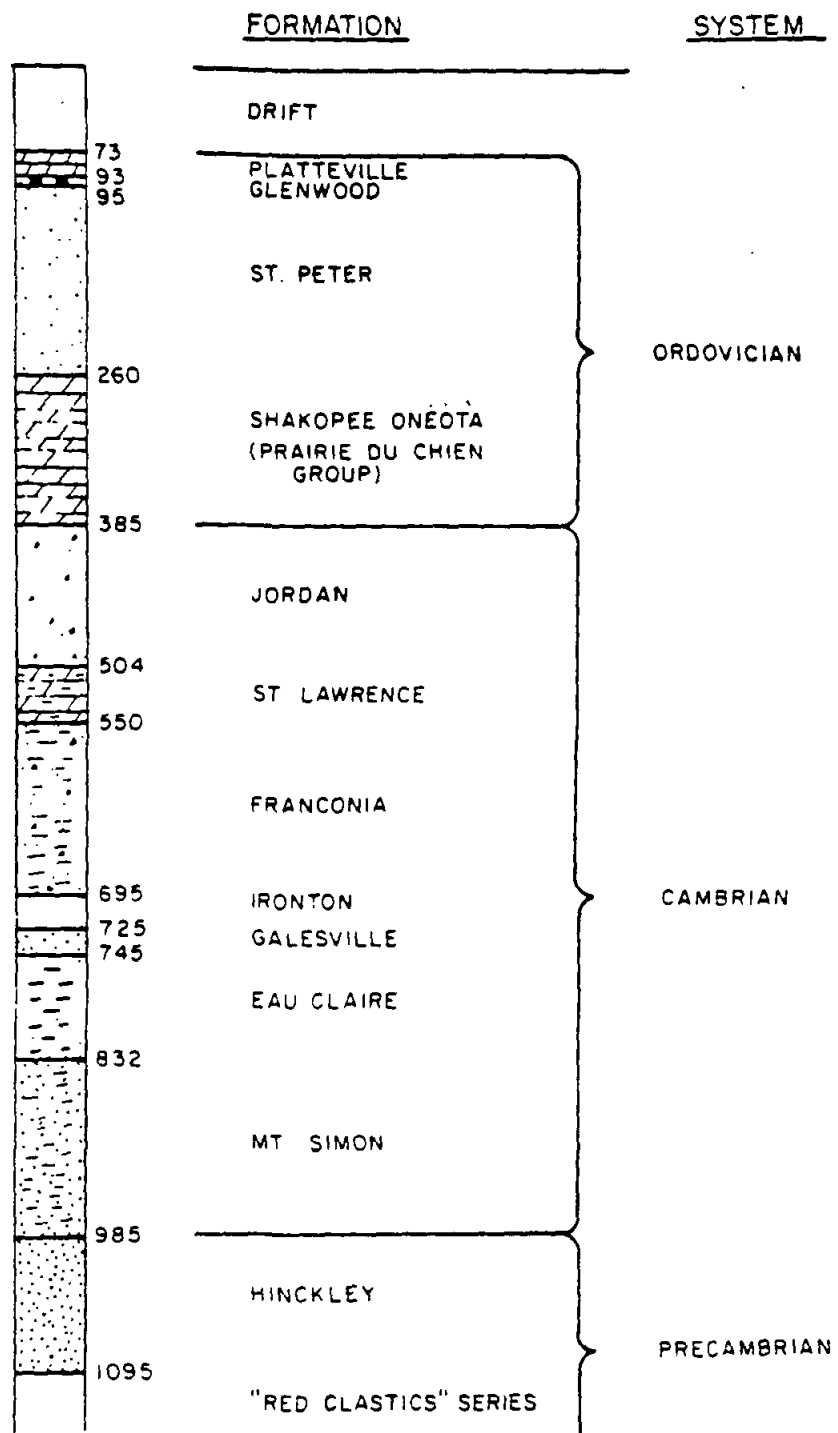 FORMATION SYSTEM
DRIFT
73
PLATTEVILLE
93
GLENWOOD
95
ST. PETER
ORDOVICIAN
260
SHAKOPEE ONEOTA
(PRAIRIE DU CHIEN
GROUP)
385
JORDAN
504
ST LAWRENCE
550
FRANCONIA
695
IRONTON
CAMBRIAN
725
GALESVILLE
745
EAU CLAIRE
832
MT SIMON
985
HINCKLEY
PRECAMBRIAN
1095
"RED CLASTICS" SERIES